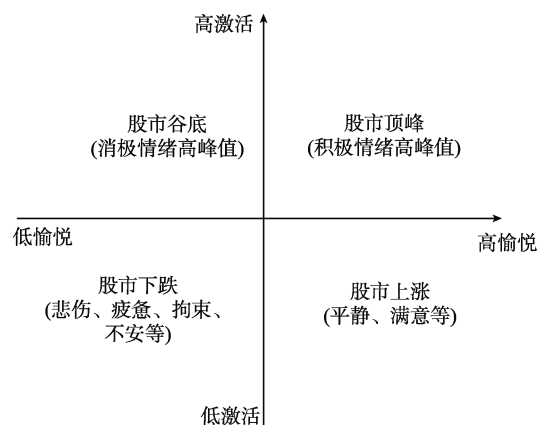 高激活
股市谷底
(消极情绪高峰值)
股市顶峰
(积极情绪高峰值)
低愉悦
高愉悦
股市下跌
(悲伤、疲惫、拘束、
不安等)
股市上涨
(平静、满意等)
低激活